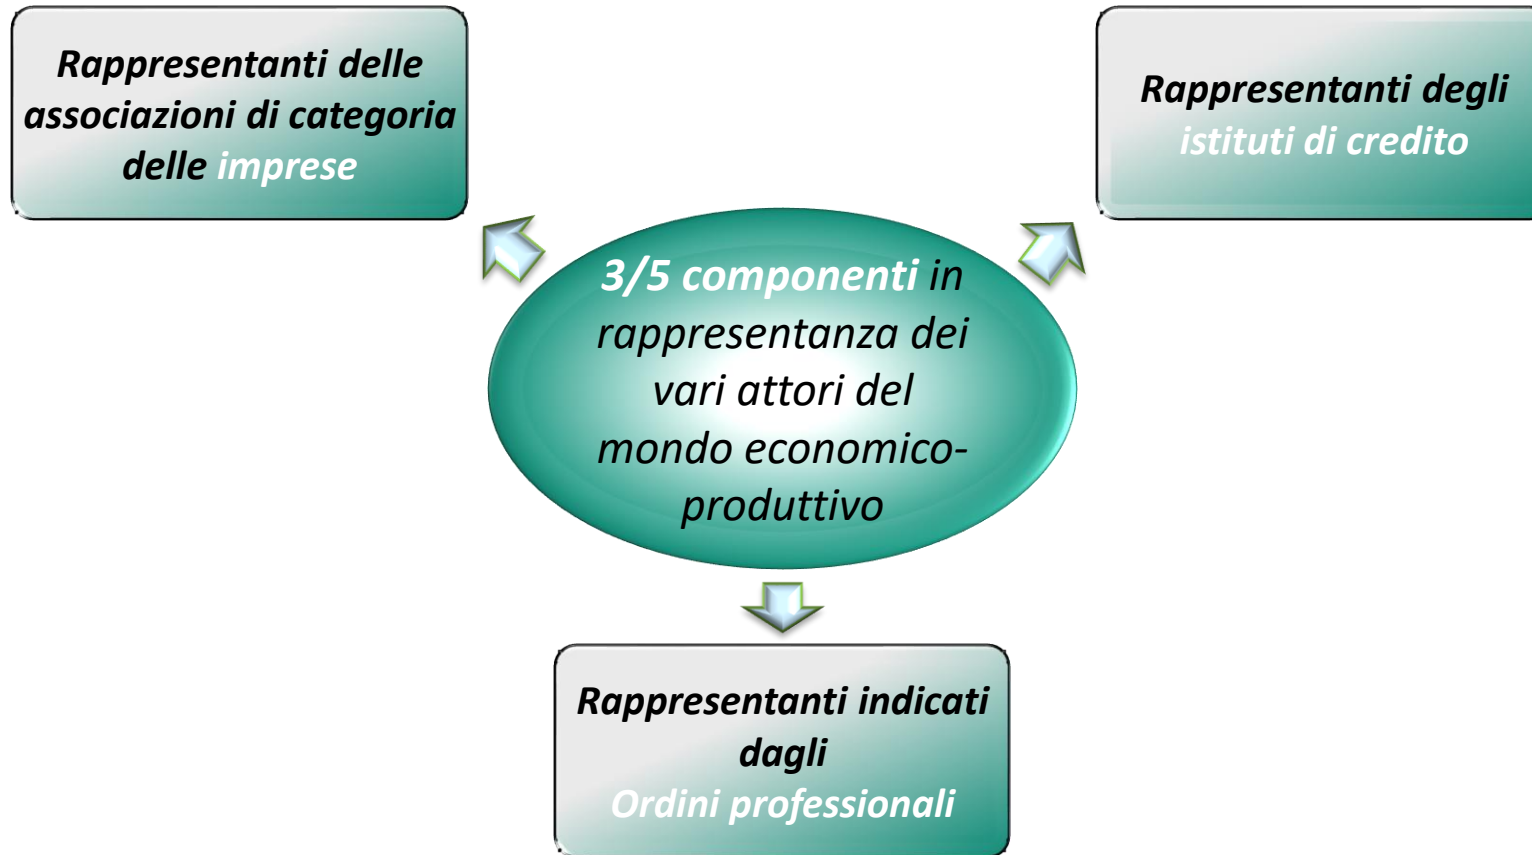 Rappresentanti delle
associazioni di categoria
delle imprese
Rappresentanti degli
istituti di credito
3/5 componenti in
rappresentanza dei
vari attori del
mondo economico-
produttivo
Rappresentanti indicati
dagli
Ordini professionali